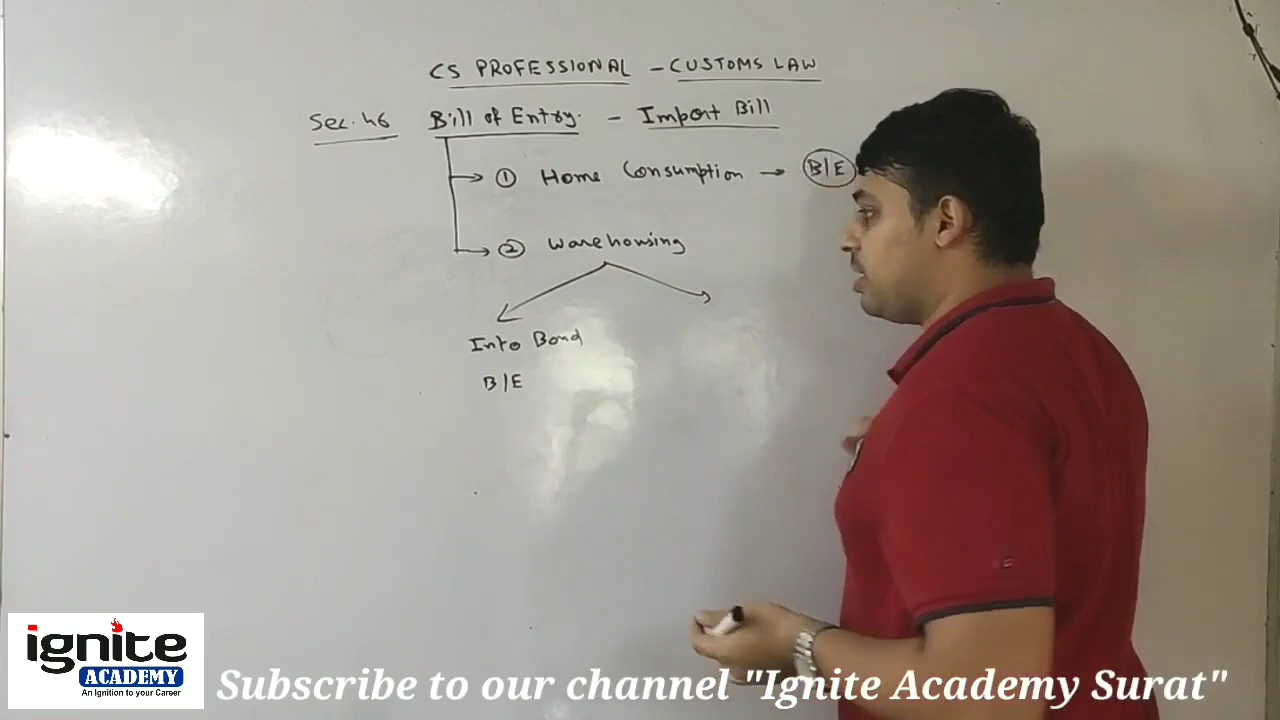 CS PROFESSIONAL - CUSTOMS LAW
Sec. 46 Bill of Entry. - Import Bill
① Home Consumption → B/E
② Warehousing
Into Bond
B/E
ignite
ACADEMY
An Ignition to your Career
Subscribe to our channel "Ignite Academy Surat"